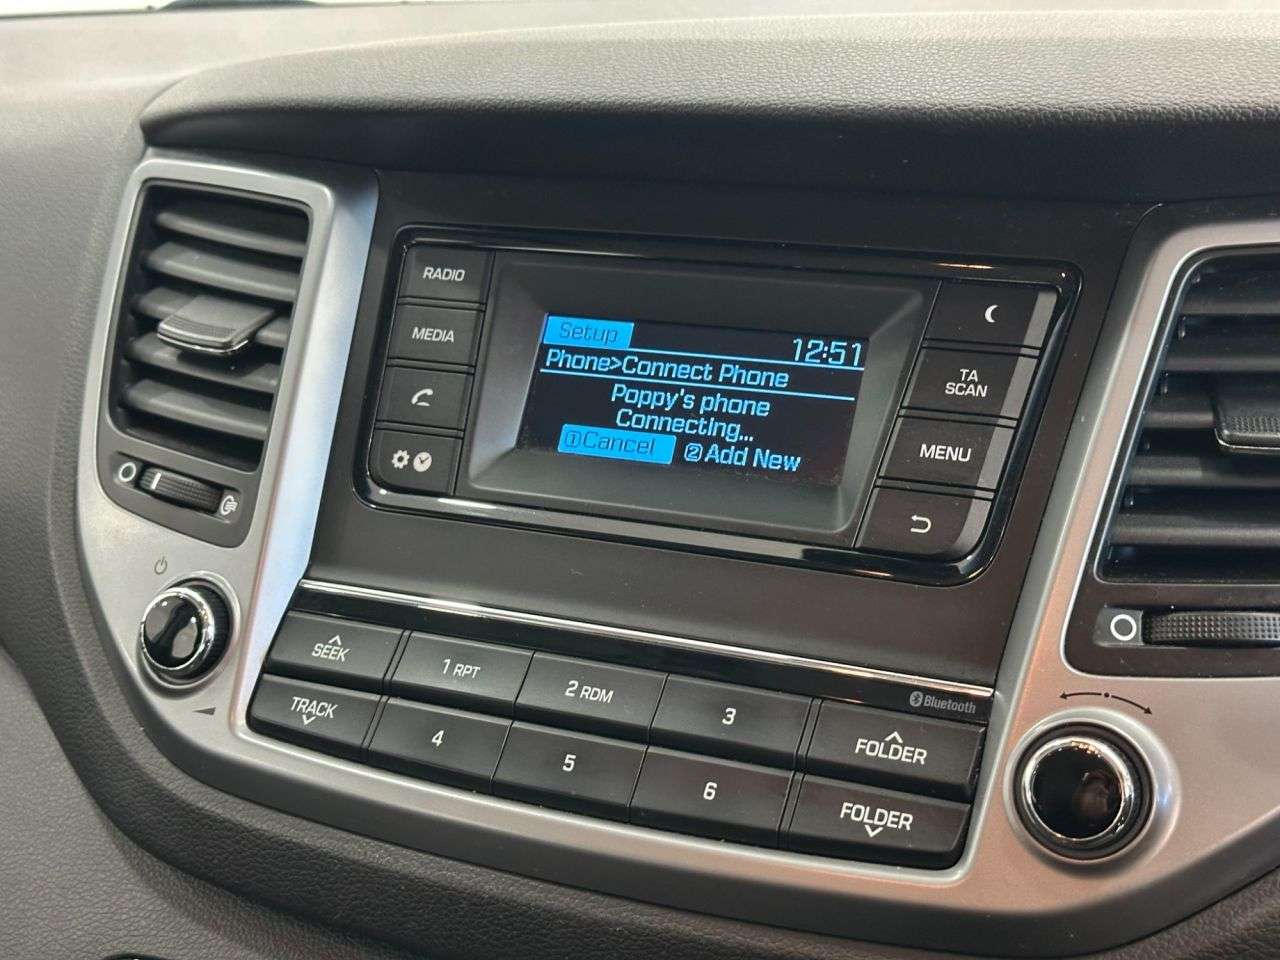 RADIO
MEDIA
Setup
12:51
Phone>Connect Phone
Poppy's phone
Connecting...
①Cancel ②Add New
TA
SCAN
MENU
SEEK
TRACK
1 RPT
2 RDM
3
4
5
6
Bluetooth
FOLDER
FOLDER